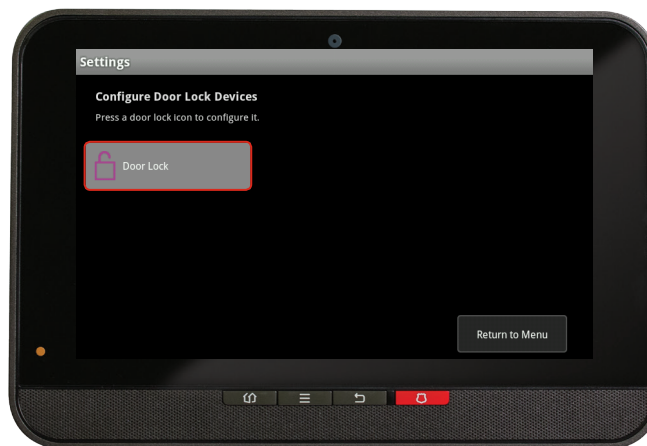 Settings
Configure Door Lock Devices
Press a door lock icon to configure it.
Door Lock
Return to Menu